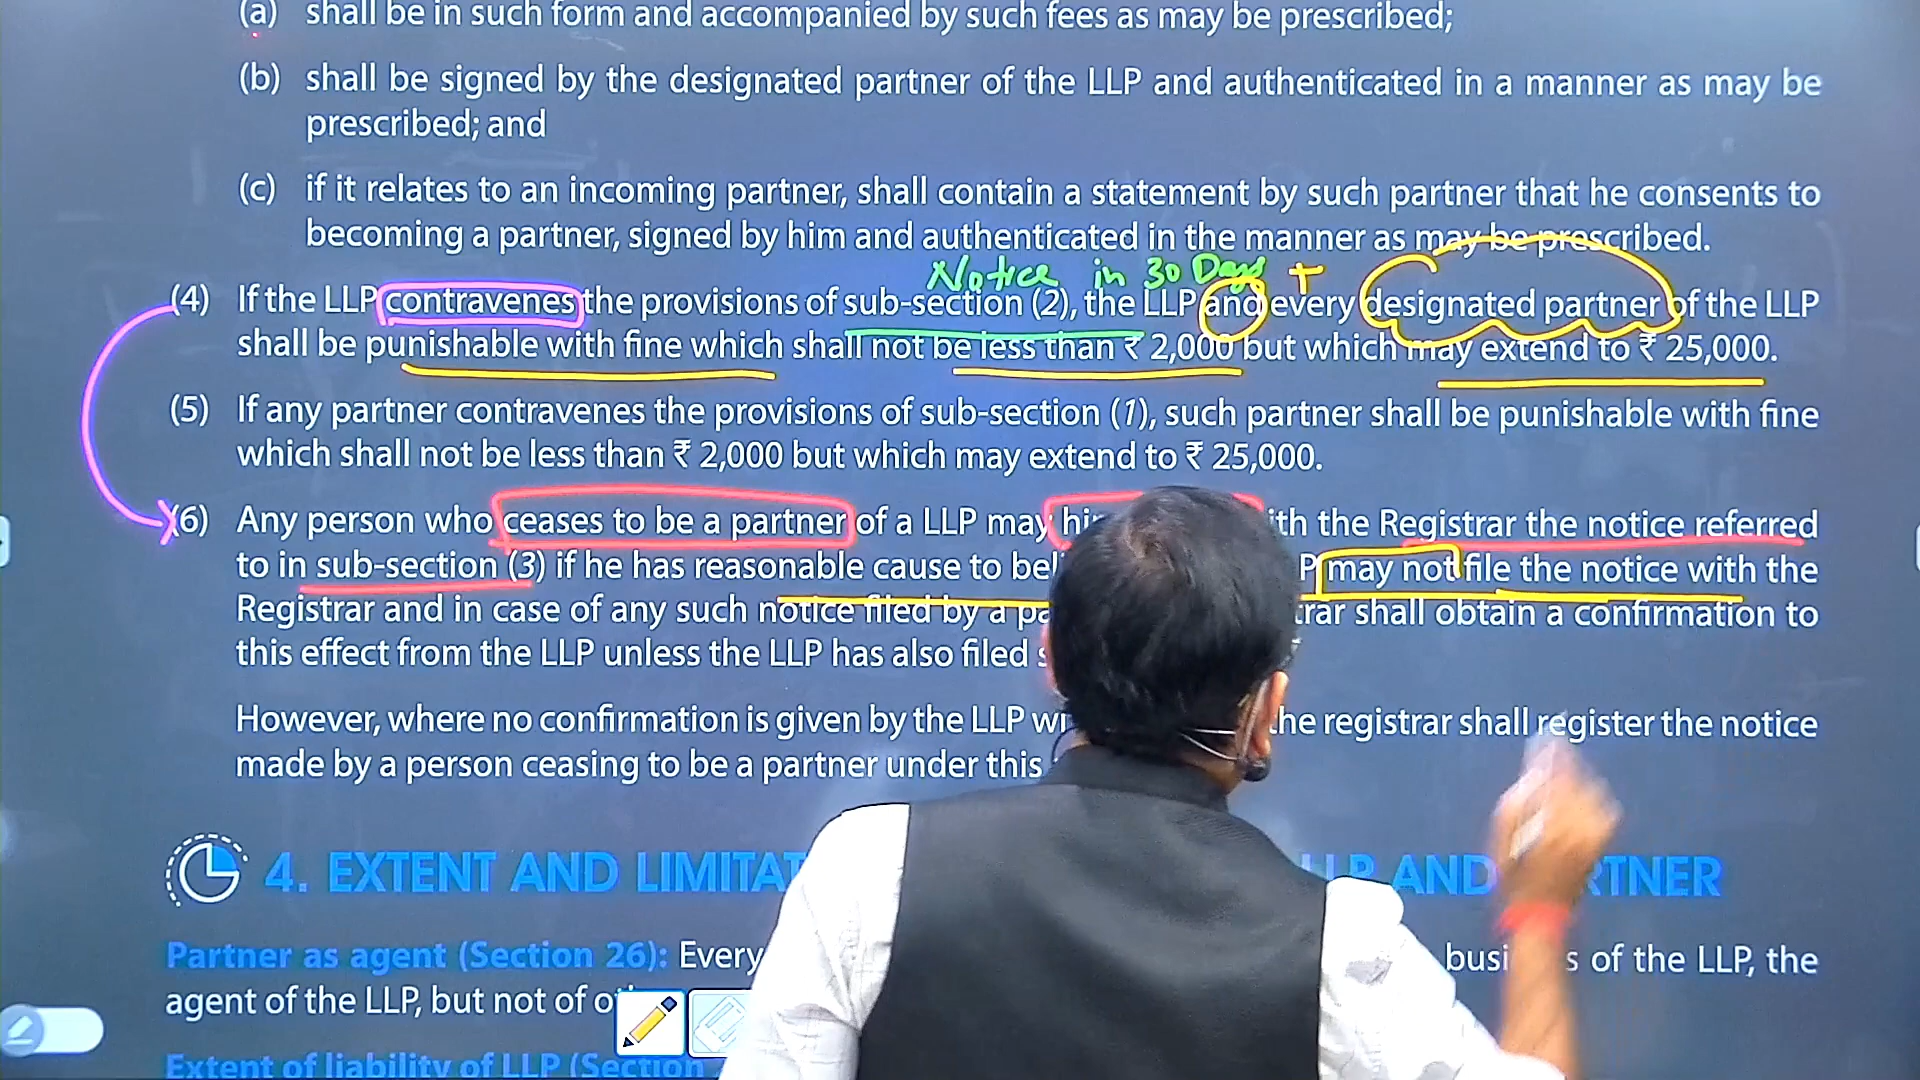 (a) shall be in such form and accompanied by such fees as may be prescribed;
(b) shall be signed by the designated partner of the LLP and authenticated in a manner as may be
prescribed; and
(c) if it relates to an incoming partner, shall contain a statement by such partner that he consents to
becoming a partner, signed by him and authenticated in the manner as may be prescribed.
Notice in 30 Days +
(4) If the LLP contravenes the provisions of sub-section (2), the LLP and every designated partner of the LLP
shall be punishable with fine which shall not be less than ₹ 2,000 but which may extend to ₹ 25,000.
(5) If any partner contravenes the provisions of sub-section (1), such partner shall be punishable with fine
which shall not be less than ₹ 2,000 but which may extend to ₹ 25,000.
(6) Any person who ceases to be a partner of a LLP may with the Registrar the notice referred
to in sub-section (3) if he has reasonable cause to may not file the notice with the
Registrar and in case of any such notice filed by a shall obtain a confirmation to
this effect from the LLP unless the LLP has also filed
However, where no confirmation is given by the LLP the registrar shall register the notice
made by a person ceasing to be a partner under this
4. EXTENT AND LLP AND
Partner as agent (Section 26): Every of the LLP, the
agent of the LLP, but not of
Extent of liability of LLP (Section